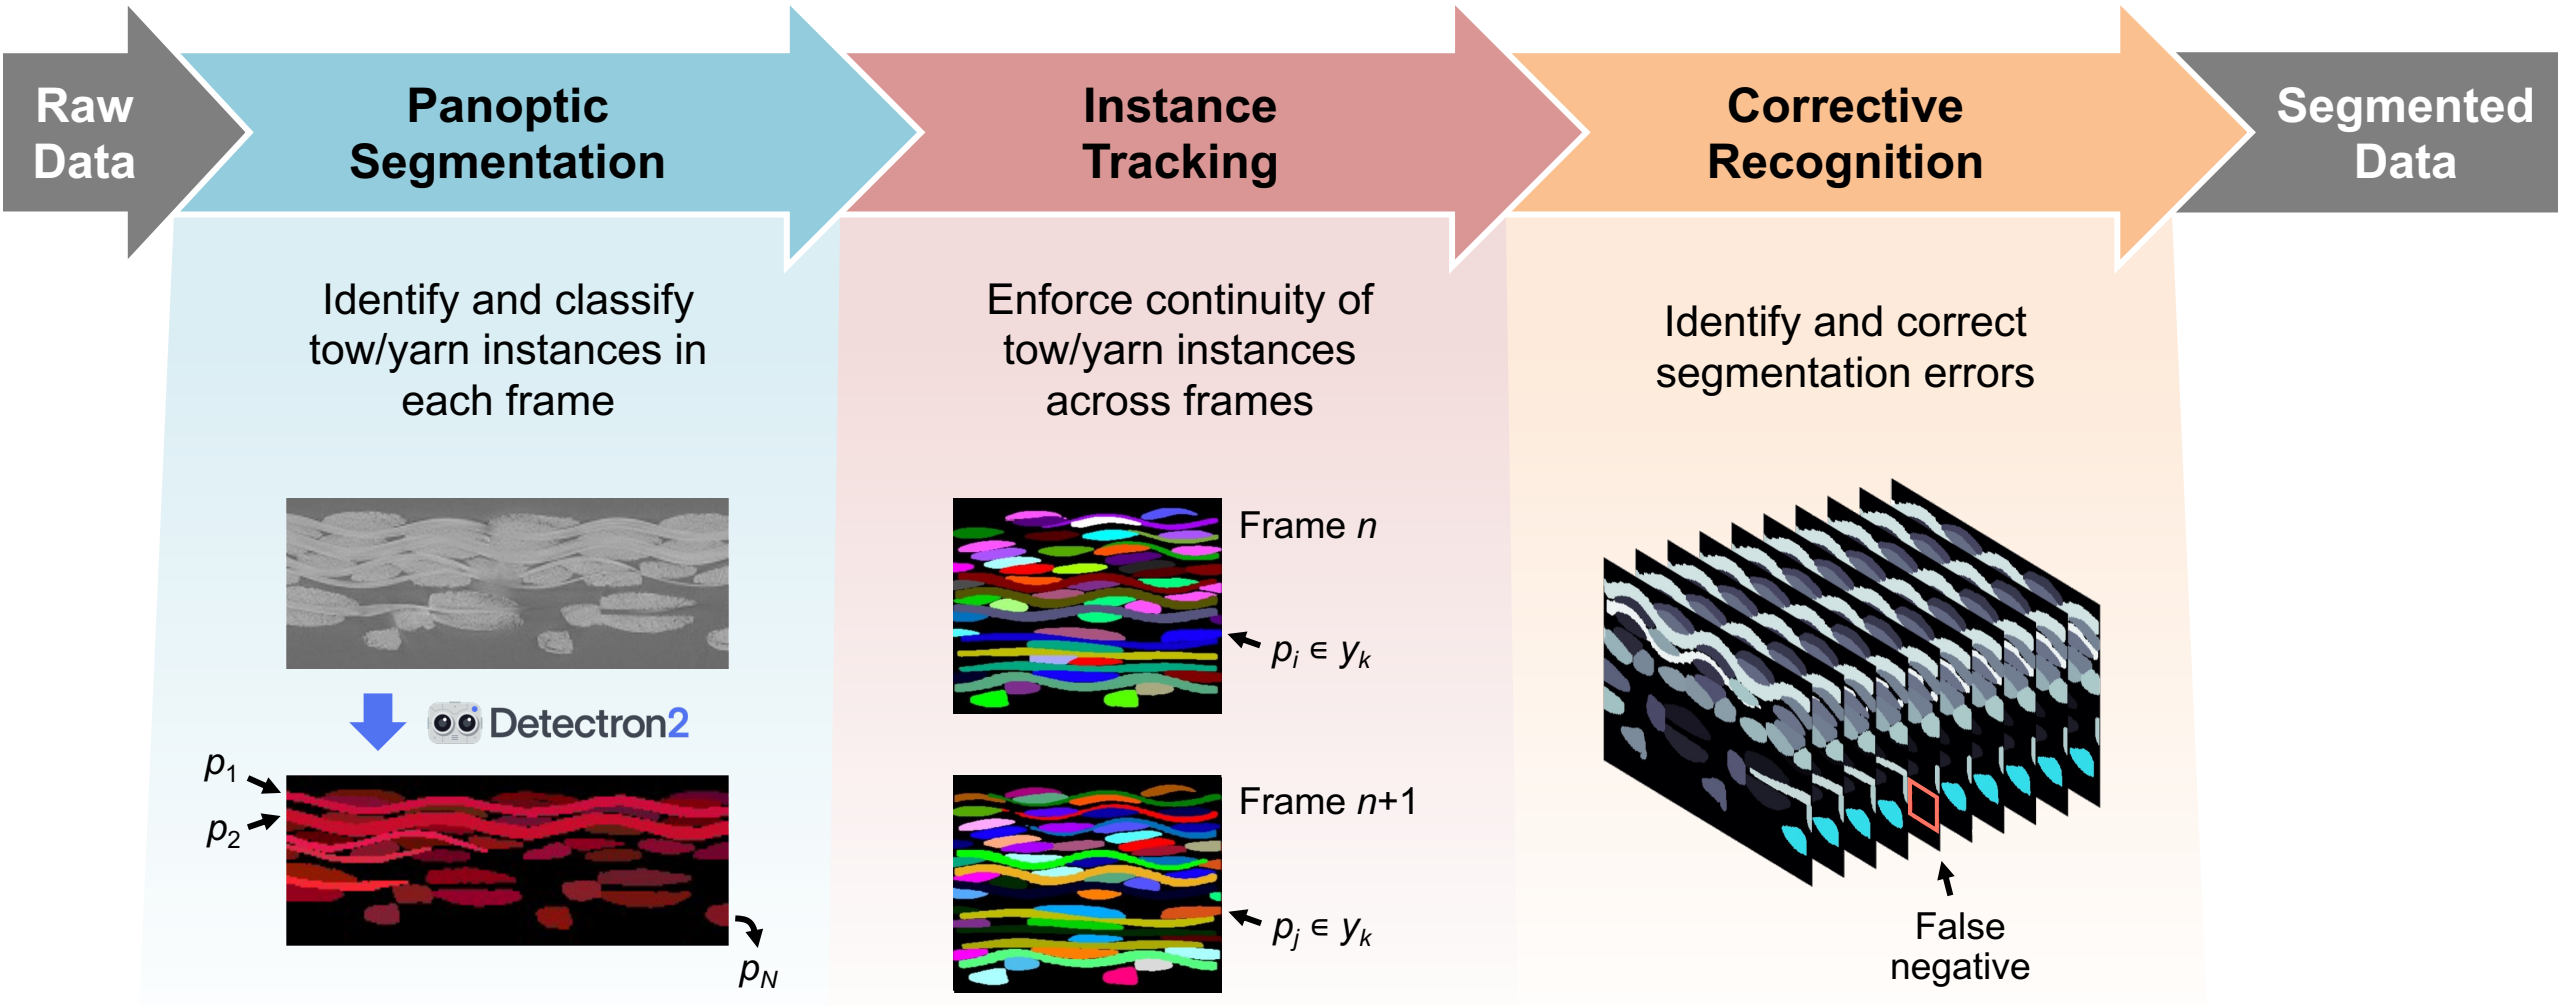 Raw
Data
Panoptic
Segmentation
Instance
Tracking
Corrective
Recognition
Segmented
Data
Identify and classify
tow/yarn instances in
each frame
Detectron2
p1
p2
pN
Enforce continuity of
tow/yarn instances
across frames
Frame n
pi ∈ yk
Frame n+1
pj ∈ yk
Identify and correct
segmentation errors
False
negative